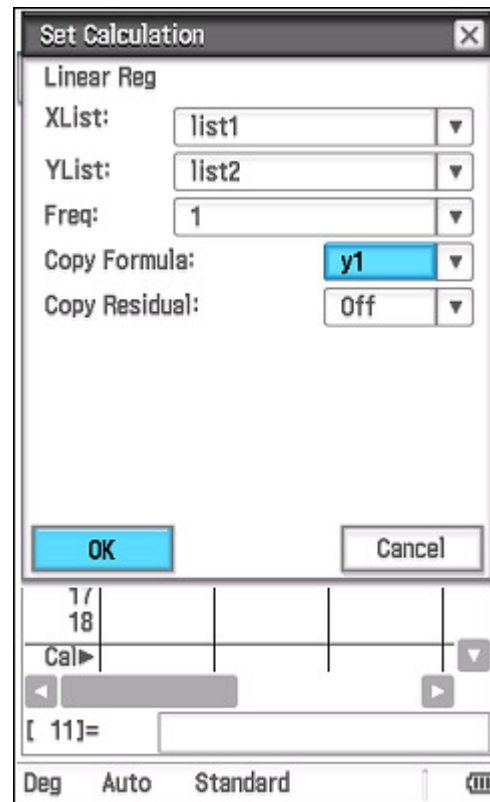 Set Calculation
Linear Reg
XList: list1
YList: list2
Freq: 1
Copy Formula: y1
Copy Residual: Off
OK Cancel
17
18
Cal▶
[ 11]=
Deg Auto Standard